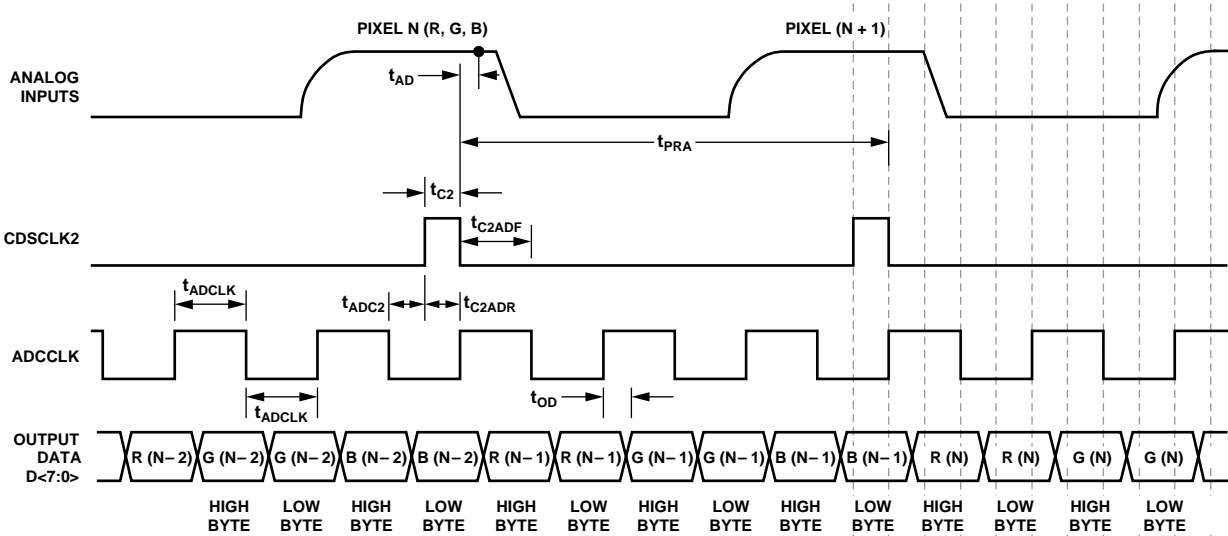 PIXEL N (R, G, B)
PIXEL (N + 1)
ANALOG
INPUTS
tAD
tPRA
tC2
tC2ADF
CDSCLK2
tADCLK
tADC2
tC2ADR
ADCCLK
tADCLK
tOD
OUTPUT
DATA
D<7:0>
R (N–2) G (N–2) G (N–2) B (N–2) B (N–2) R (N–1) R (N–1) G (N–1) G (N–1) B (N–1) B (N–1) R (N) R (N) G (N) G (N)
HIGH LOW HIGH LOW HIGH LOW HIGH LOW HIGH LOW HIGH LOW HIGH LOW
BYTE BYTE BYTE BYTE BYTE BYTE BYTE BYTE BYTE BYTE BYTE BYTE BYTE BYTE